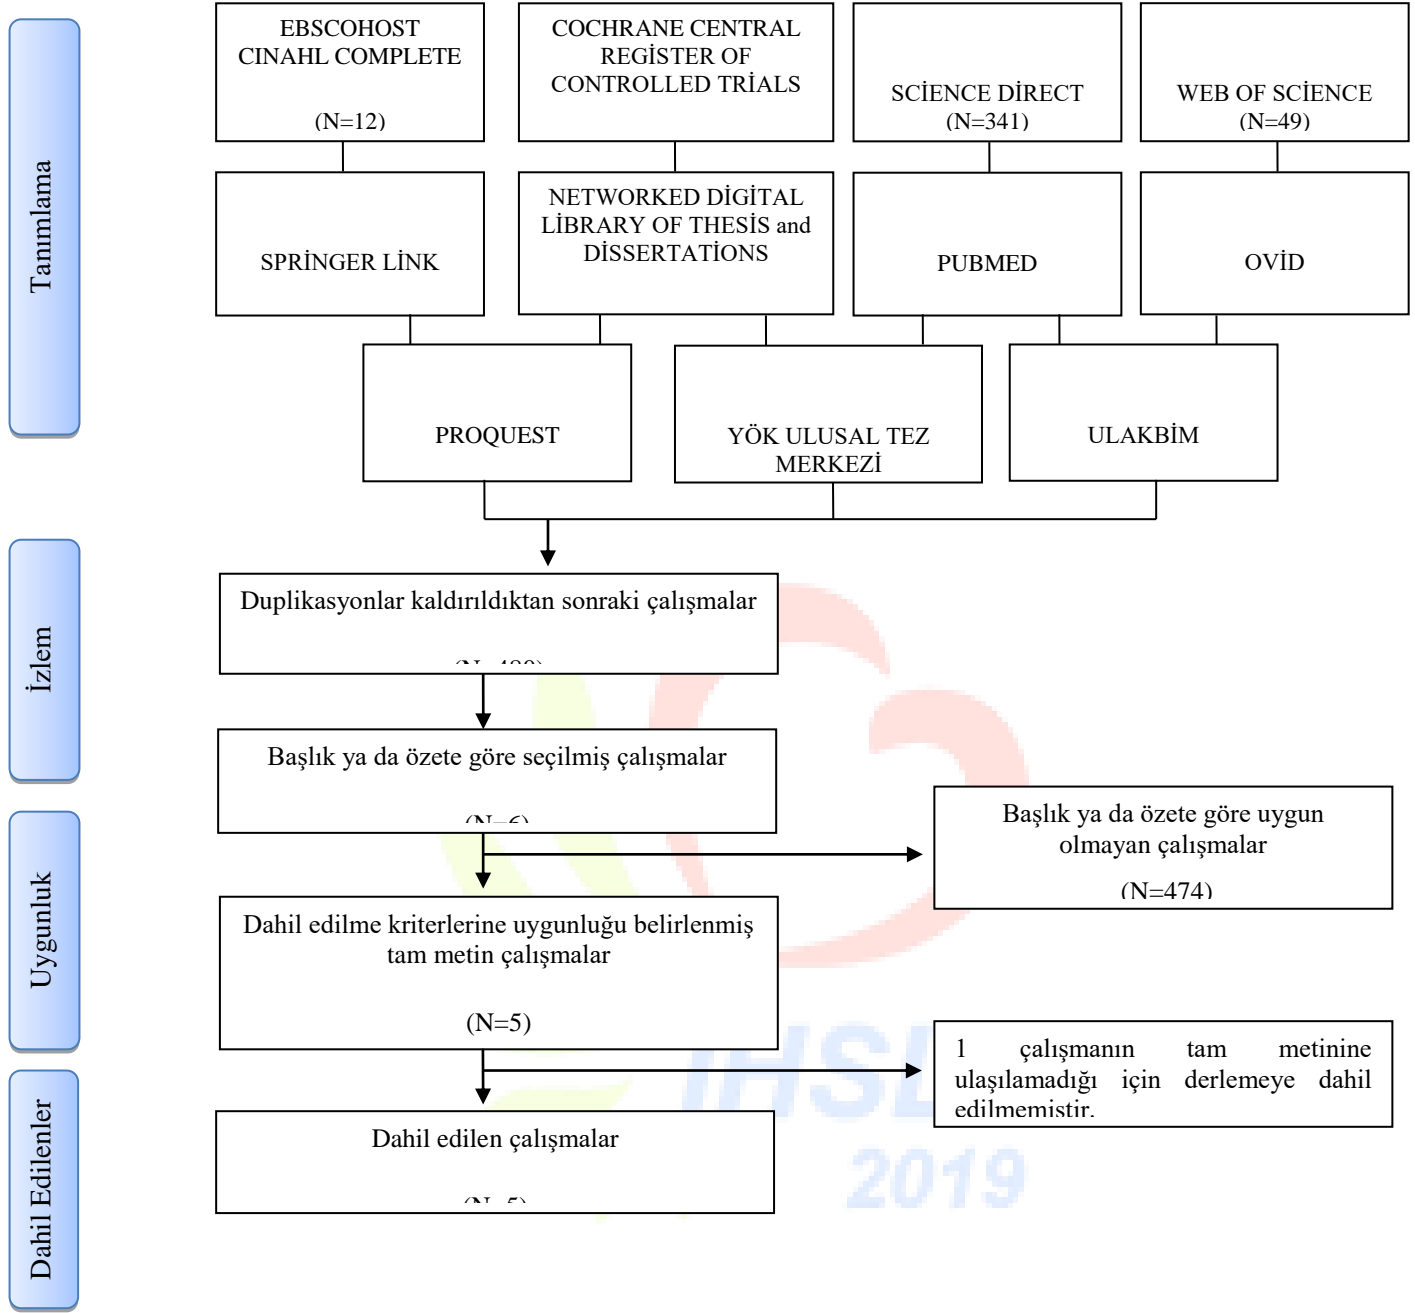 EBSCOHOST
CINAHL COMPLETE
(N=12)
COCHRANE CENTRAL
REGİSTER OF
CONTROLLED TRİALS
SCİENCE DİRECT
(N=341)
WEB OF SCİENCE
(N=49)
Tanımlama
SPRİNGER LİNK
NETWORKED DİGİTAL
LİBRARY OF THESİS and
DİSSERTATİONS
PUBMED
OVİD
PROQUEST
YÖK ULUSAL TEZ
MERKEZİ
ULAKBİM
İzlem
Duplikasyonlar kaldırıldıktan sonraki çalışmalar
(N=480)
Başlık ya da özete göre seçilmiş çalışmalar
(N=6)
Başlık ya da özete göre uygun
olmayan çalışmalar
(N=474)
Uygunluk
Dahil edilme kriterlerine uygunluğu belirlenmiş
tam metin çalışmalar
(N=5)
1 çalışmanın tam metinine
ulaşılamadığı için derlemeye dahil
edilmemiştir.
Dahil Edilenler
Dahil edilen çalışmalar
(N=5)
2019